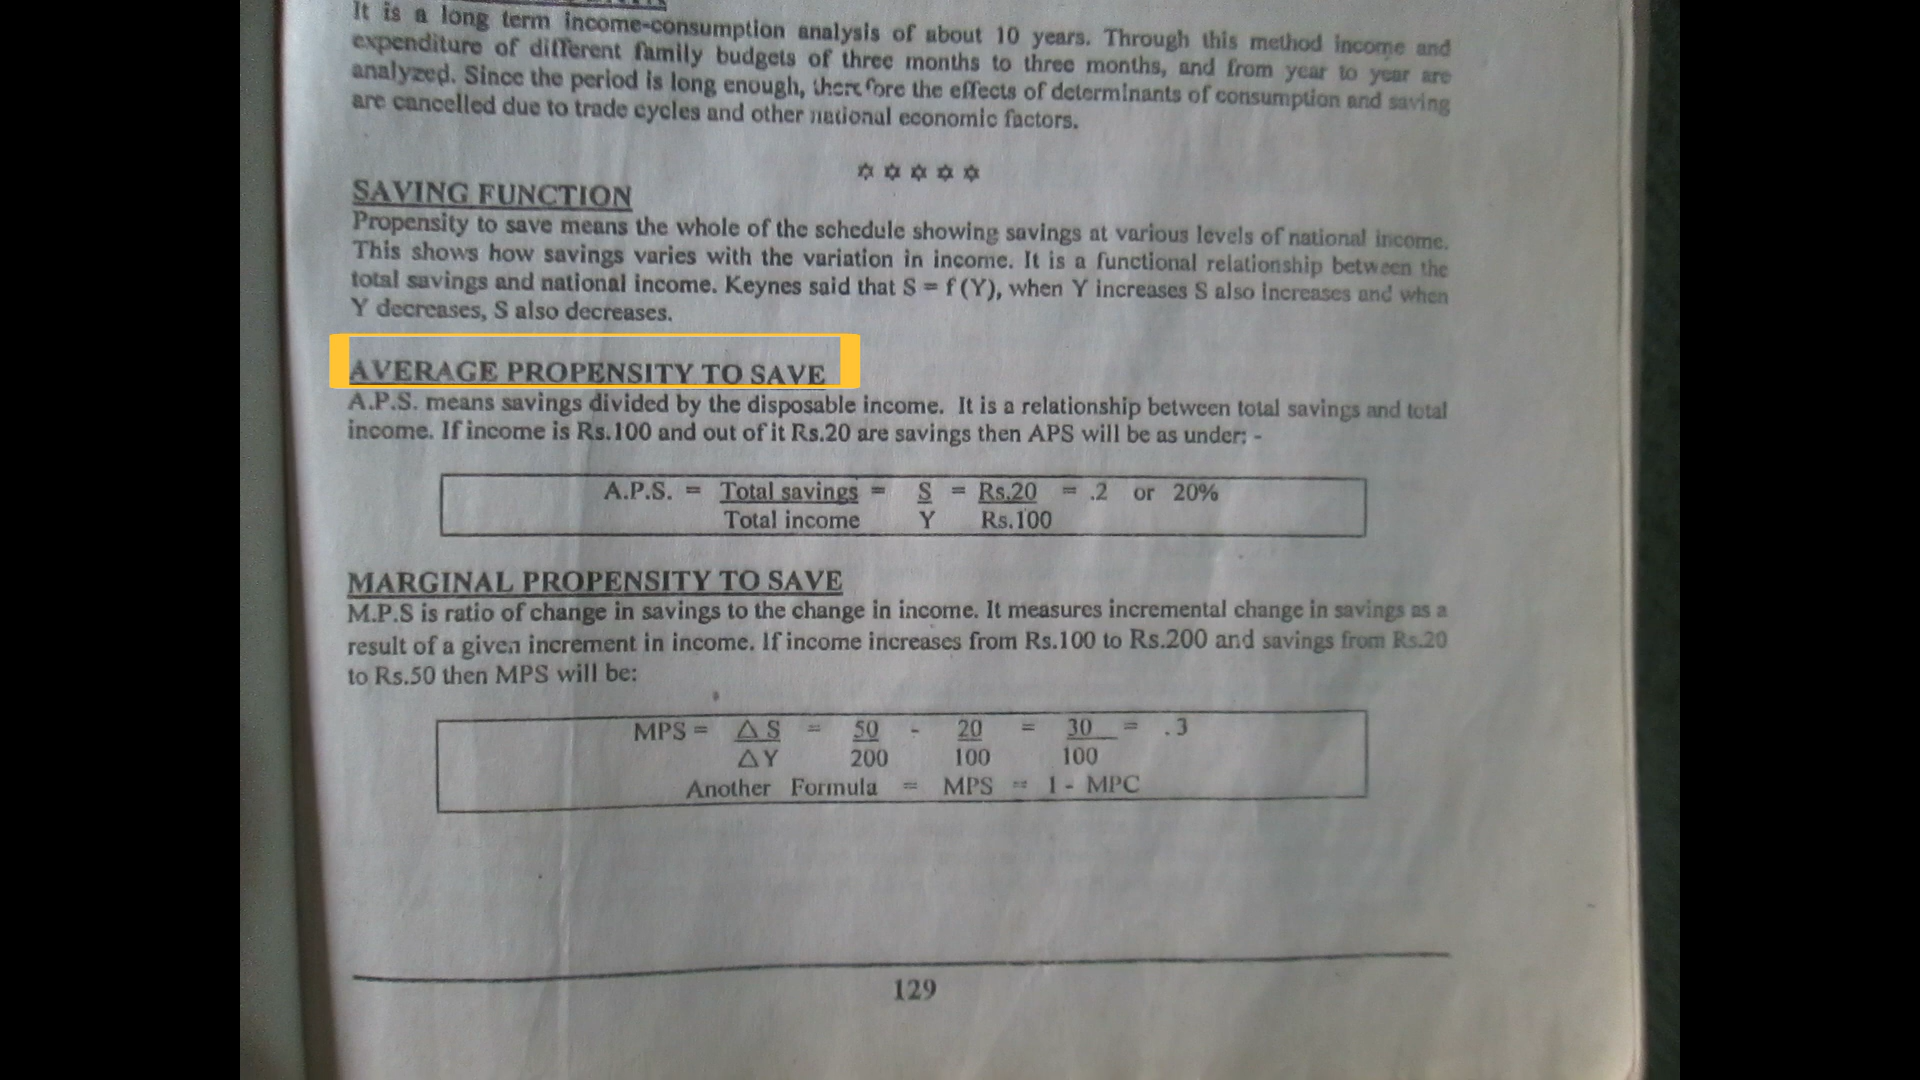 It is a long term income-consumption analysis of about 10 years. Through this method income and
expenditure of different family budgets of three months to three months, and from year to year are
analyzed. Since the period is long enough, therefore the effects of determinants of consumption and saving
are cancelled due to trade cycles and other national economic factors.
☆ ☆ ☆ ☆ ☆
SAVING FUNCTION
Propensity to save means the whole of the schedule showing savings at various levels of national income.
This shows how savings varies with the variation in income. It is a functional relationship between the
total savings and national income. Keynes said that S = f (Y), when Y increases S also increases and when
Y decreases, S also decreases.
AVERAGE PROPENSITY TO SAVE
A.P.S. means savings divided by the disposable income. It is a relationship between total savings and total
income. If income is Rs.100 and out of it Rs.20 are savings then APS will be as under: -
A.P.S. = Total savings = S = Rs.20 = .2 or 20%
Total income Y Rs.100
MARGINAL PROPENSITY TO SAVE
M.P.S is ratio of change in savings to the change in income. It measures incremental change in savings as a
result of a given increment in income. If income increases from Rs.100 to Rs.200 and savings from Rs.20
to Rs.50 then MPS will be:
MPS = △ S = 50 - 20 = 30 = .3
△ Y 200 100 100
Another Formula = MPS = 1 - MPC
129